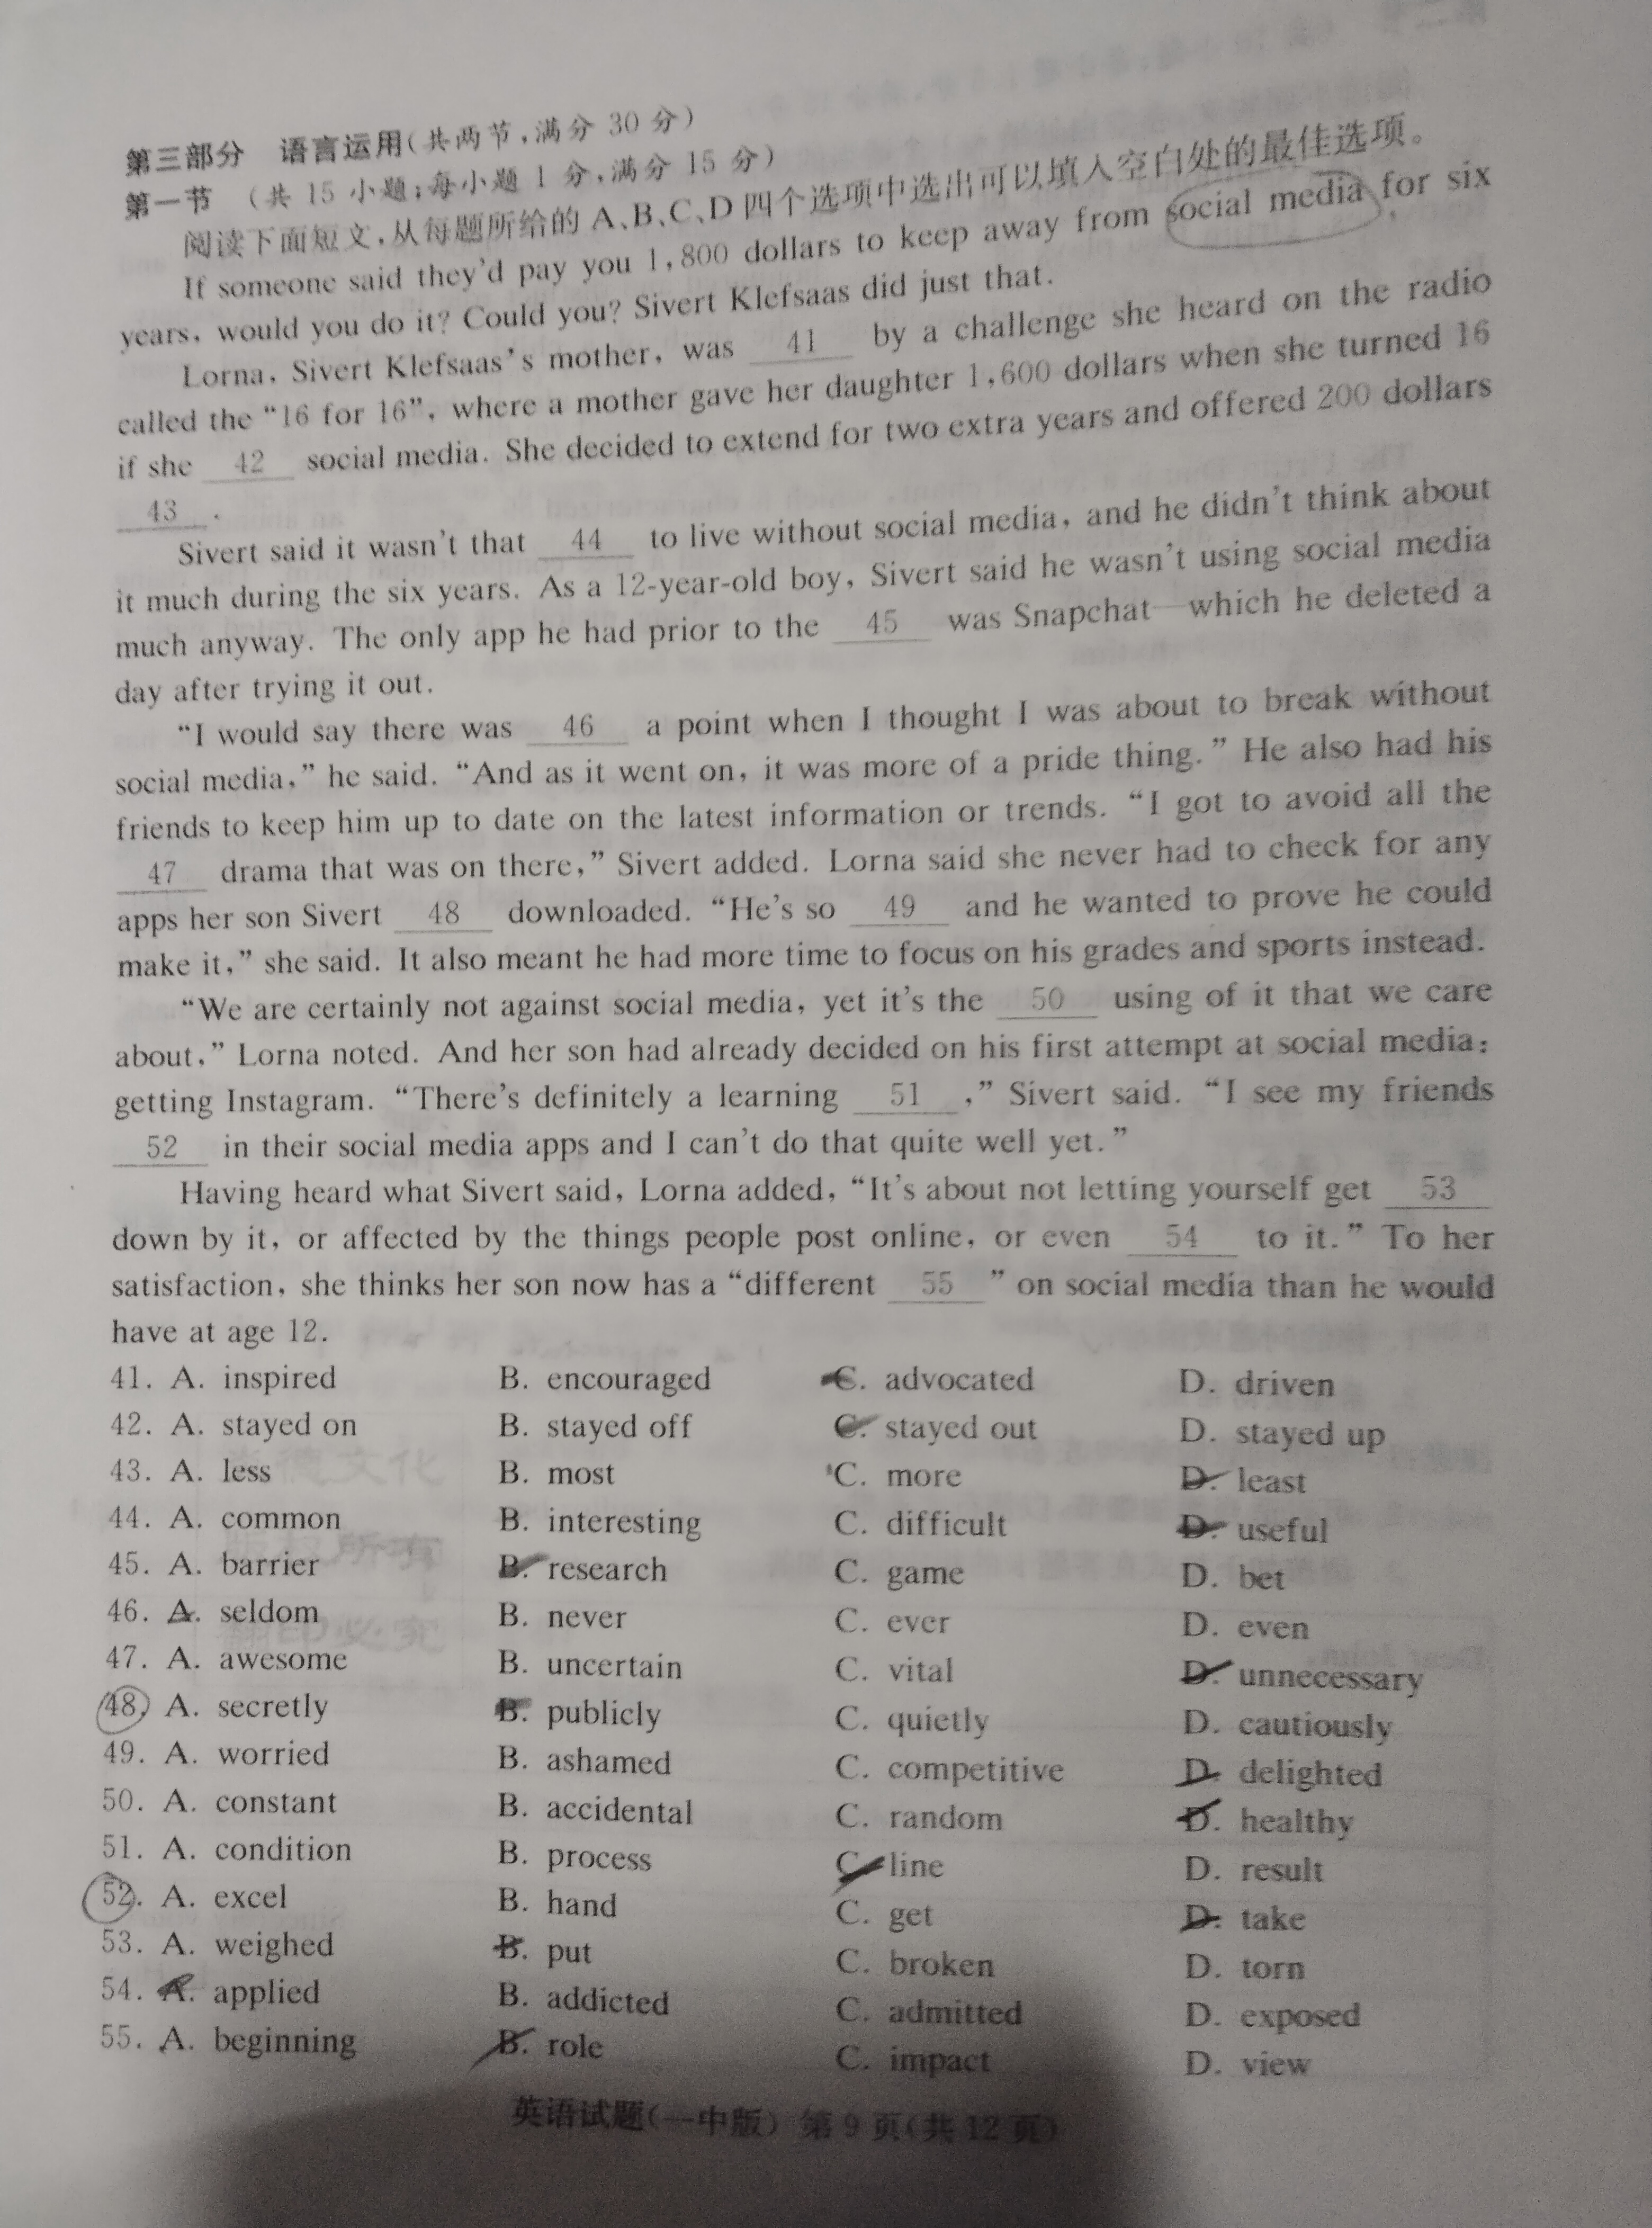 第三部分 语言运用(共两节,满分 30 分)
第一节 (共 15 小题;每小题 1 分,满分 15 分)
阅读下面短文,从每题所给的 A、B、C、D 四个选项中选出可以填入空白处的最佳选项。
If someone said they'd pay you 1,800 dollars to keep away from social media for six
years, would you do it? Could you? Sivert Klefsaas did just that.
Lorna, Sivert Klefsaas's mother, was 41 by a challenge she heard on the radio
called the "16 for 16", where a mother gave her daughter 1,600 dollars when she turned 16
if she 42 social media. She decided to extend for two extra years and offered 200 dollars
43 .
Sivert said it wasn't that 44 to live without social media, and he didn't think about
it much during the six years. As a 12-year-old boy, Sivert said he wasn't using social media
much anyway. The only app he had prior to the 45 was Snapchat—which he deleted a
day after trying it out.
"I would say there was 46 a point when I thought I was about to break without
social media," he said. "And as it went on, it was more of a pride thing." He also had his
friends to keep him up to date on the latest information or trends. "I got to avoid all the
47 drama that was on there," Sivert added. Lorna said she never had to check for any
apps her son Sivert 48 downloaded. "He's so 49 and he wanted to prove he could
make it," she said. It also meant he had more time to focus on his grades and sports instead.
"We are certainly not against social media, yet it's the 50 using of it that we care
about," Lorna noted. And her son had already decided on his first attempt at social media:
getting Instagram. "There's definitely a learning 51 ," Sivert said. "I see my friends
52 in their social media apps and I can't do that quite well yet."
Having heard what Sivert said, Lorna added, "It's about not letting yourself get 53
down by it, or affected by the things people post online, or even 54 to it." To her
satisfaction, she thinks her son now has a "different 55 " on social media than he would
have at age 12.
41. A. inspired B. encouraged C. advocated D. driven
42. A. stayed on B. stayed off C. stayed out D. stayed up
43. A. less B. most C. more D. least
44. A. common B. interesting C. difficult D. useful
45. A. barrier B. research C. game D. bet
46. A. seldom B. never C. ever D. even
47. A. awesome B. uncertain C. vital D. unnecessary
48. A. secretly B. publicly C. quietly D. cautiously
49. A. worried B. ashamed C. competitive D. delighted
50. A. constant B. accidental C. random D. healthy
51. A. condition B. process C. line D. result
52. A. excel B. hand C. get D. take
53. A. weighed B. put C. broken D. torn
54. A. applied B. addicted C. admitted D. exposed
55. A. beginning B. role C. impact D. view
英语试题(一中版) 第 9 页(共 12 页)